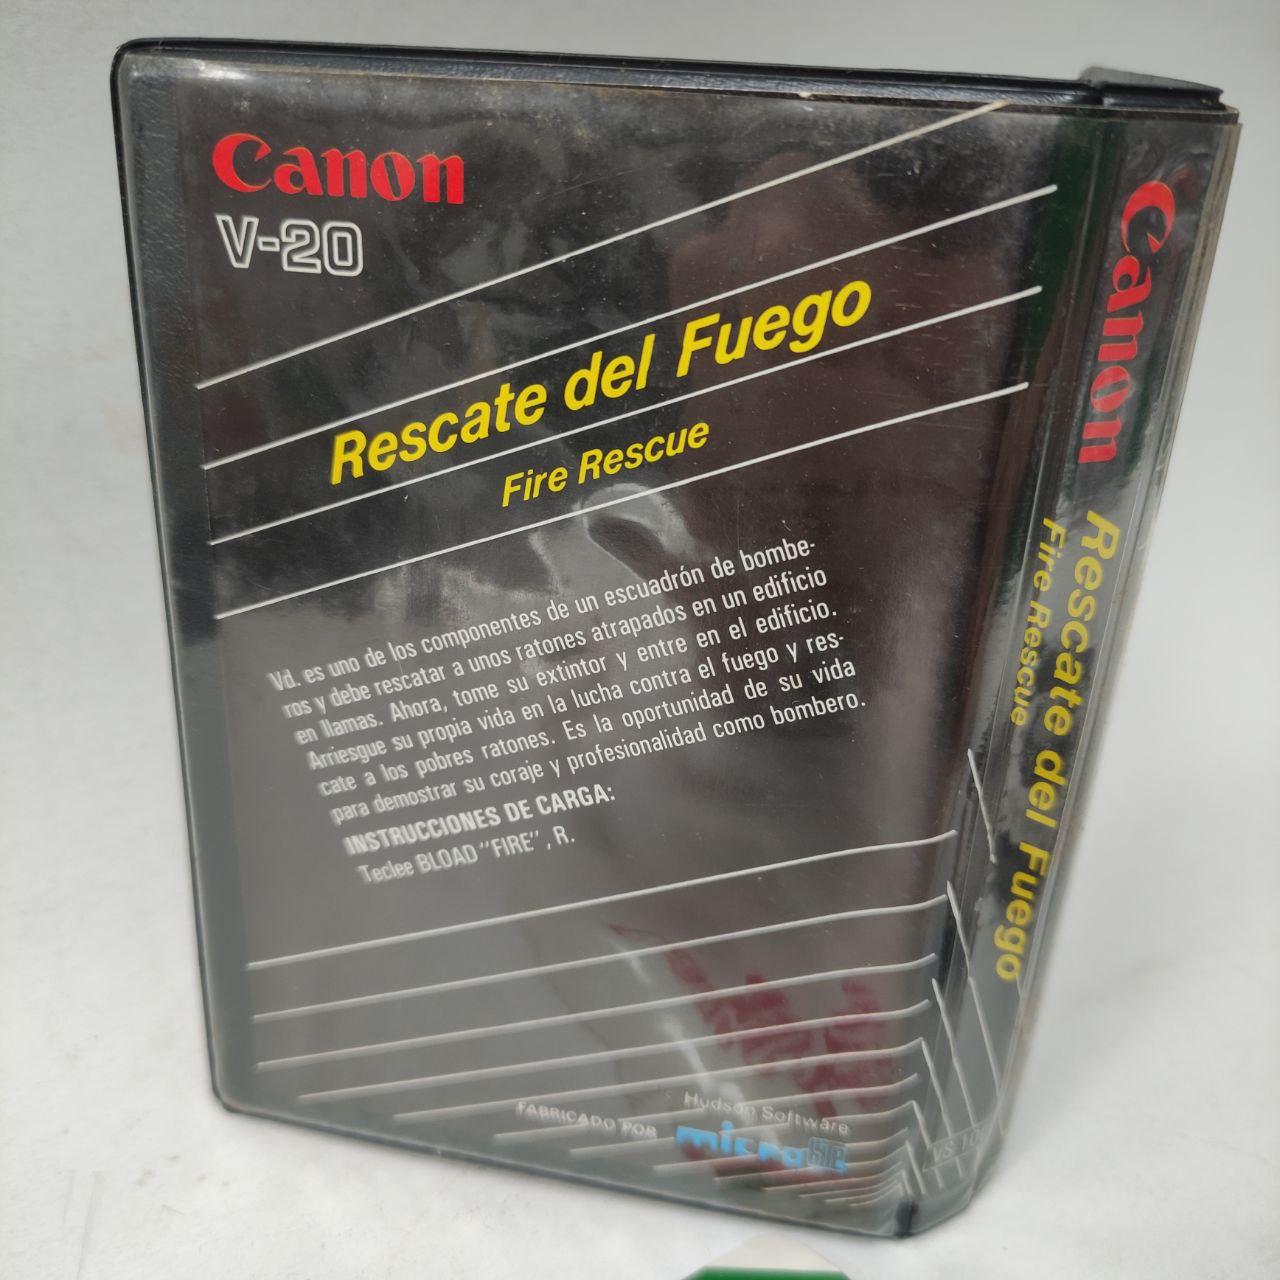 Canon
V-20
Rescate del Fuego
Fire Rescue
Vd. es uno de los componentes de un escuadrón de bombe-
ros y debe rescatar a unos ratones atrapados en un edificio
en llamas. Ahora, tome su extintor y entre en el edificio.
Arriesgue su propia vida en la lucha contra el fuego y res-
cate a los pobres ratones. Es la oportunidad de su vida
para demostrar su coraje y profesionalidad como bombero.
INSTRUCCIONES DE CARGA:
Teclee BLOAD "FIRE", R.
Hudson Software
FABRICADO POR
Canon
Rescate del Fuego
Fire Rescue